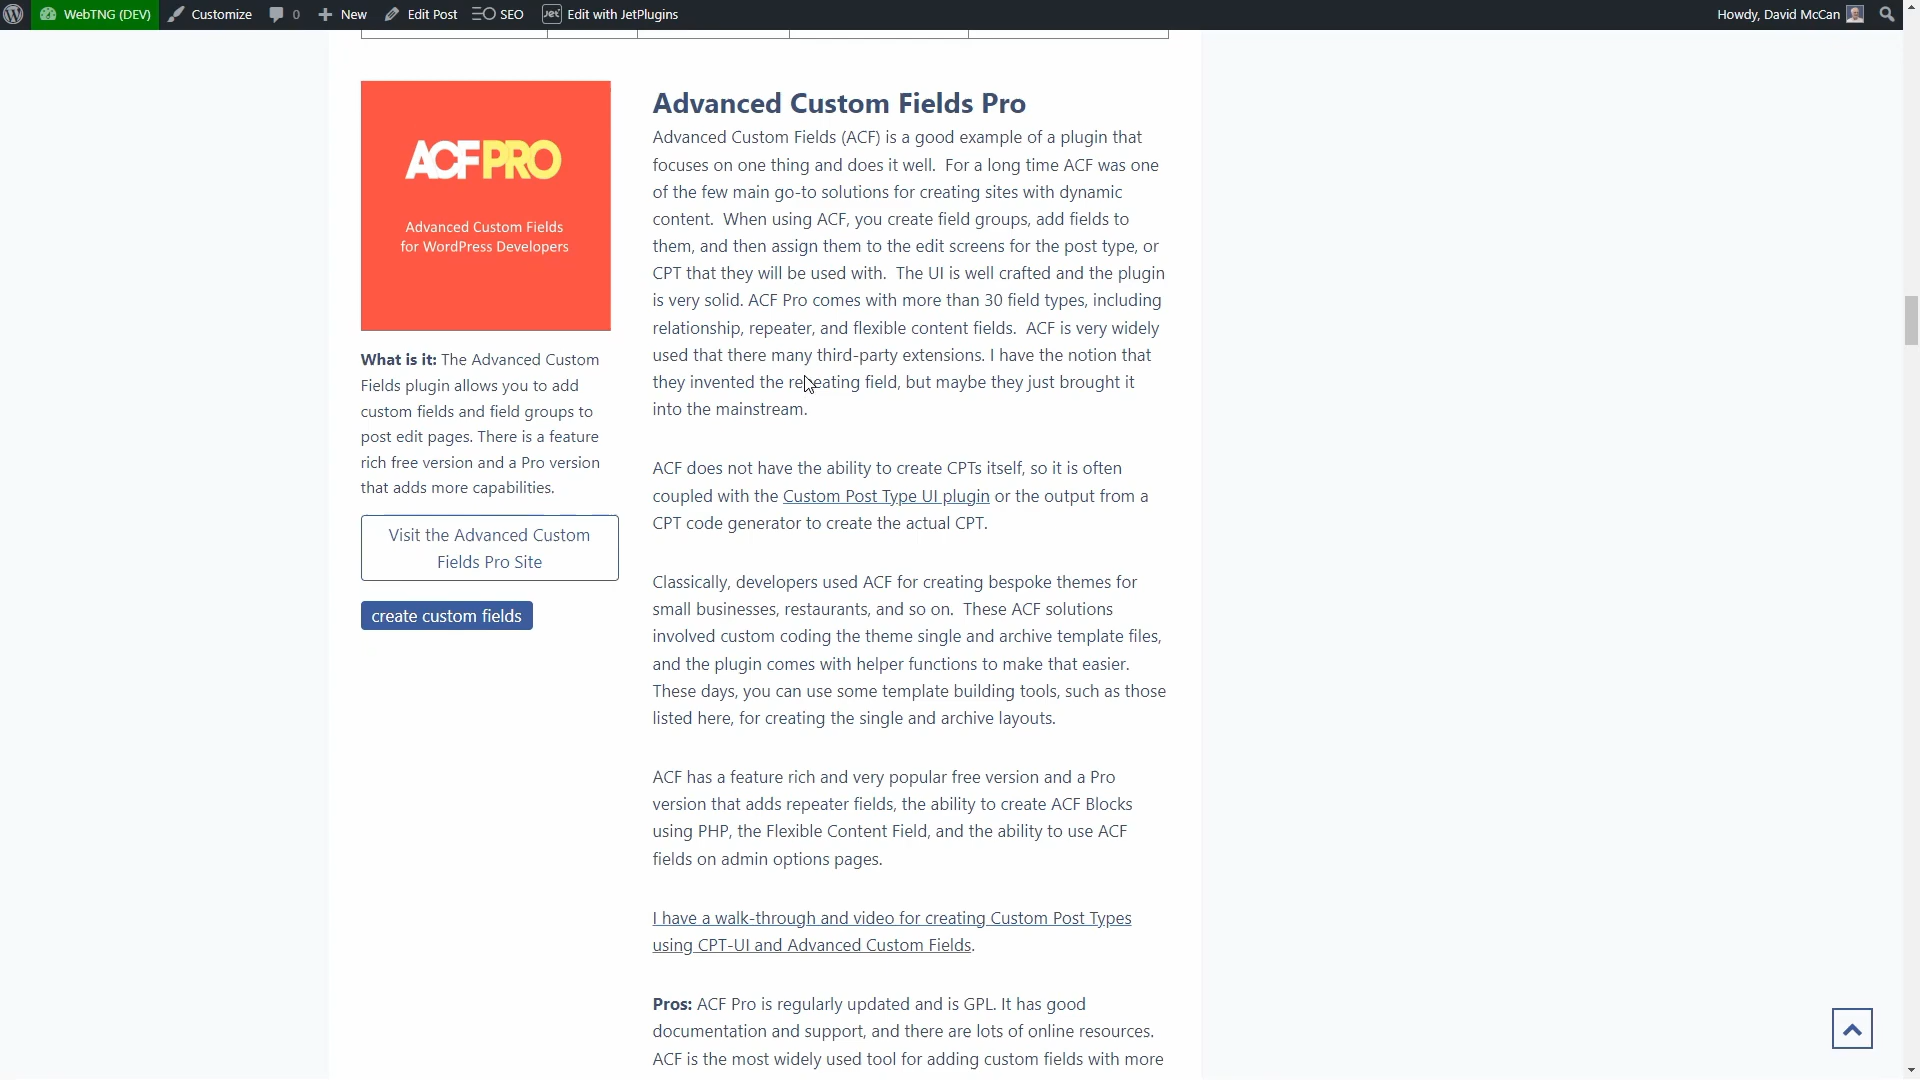 WebTNG (DEV) Customize 0 New Edit Post SEO Jet Edit with JetPlugins Howdy, David McCan
ACFPRO
Advanced Custom Fields
for WordPress Developers
What is it: The Advanced Custom
Fields plugin allows you to add
custom fields and field groups to
post edit pages. There is a feature
rich free version and a Pro version
that adds more capabilities.
Visit the Advanced Custom
Fields Pro Site
create custom fields
Advanced Custom Fields Pro
Advanced Custom Fields (ACF) is a good example of a plugin that
focuses on one thing and does it well. For a long time ACF was one
of the few main go-to solutions for creating sites with dynamic
content. When using ACF, you create field groups, add fields to
them, and then assign them to the edit screens for the post type, or
CPT that they will be used with. The UI is well crafted and the plugin
is very solid. ACF Pro comes with more than 30 field types, including
relationship, repeater, and flexible content fields. ACF is very widely
used that there many third-party extensions. I have the notion that
they invented the repeating field, but maybe they just brought it
into the mainstream.
ACF does not have the ability to create CPTs itself, so it is often
coupled with the Custom Post Type UI plugin or the output from a
CPT code generator to create the actual CPT.
Classically, developers used ACF for creating bespoke themes for
small businesses, restaurants, and so on. These ACF solutions
involved custom coding the theme single and archive template files,
and the plugin comes with helper functions to make that easier.
These days, you can use some template building tools, such as those
listed here, for creating the single and archive layouts.
ACF has a feature rich and very popular free version and a Pro
version that adds repeater fields, the ability to create ACF Blocks
using PHP, the Flexible Content Field, and the ability to use ACF
fields on admin options pages.
I have a walk-through and video for creating Custom Post Types
using CPT-UI and Advanced Custom Fields.
Pros: ACF Pro is regularly updated and is GPL. It has good
documentation and support, and there are lots of online resources.
ACF is the most widely used tool for adding custom fields with more